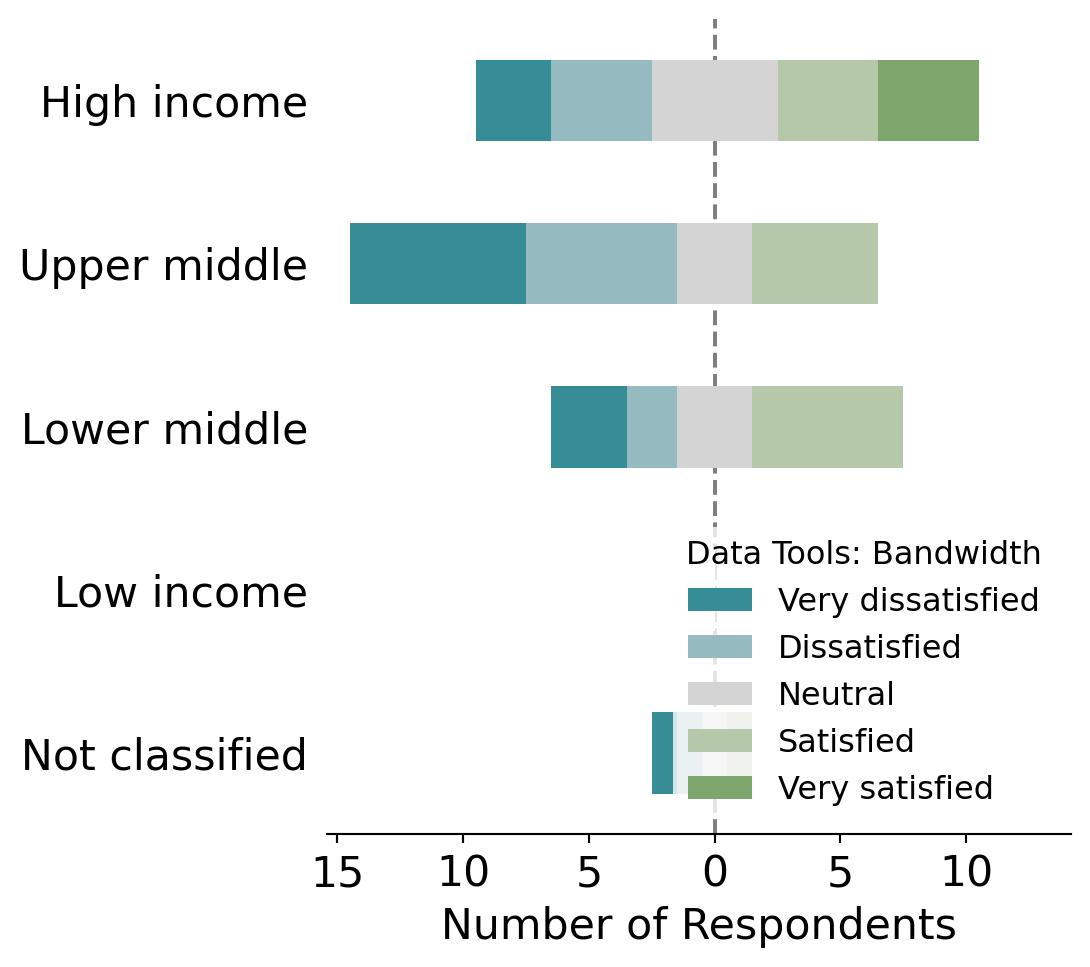 High income
Upper middle
Lower middle
Low income
Not classified
Data Tools: Bandwidth
Very dissatisfied
Dissatisfied
Neutral
Satisfied
Very satisfied
15 10 5 0 5 10
Number of Respondents